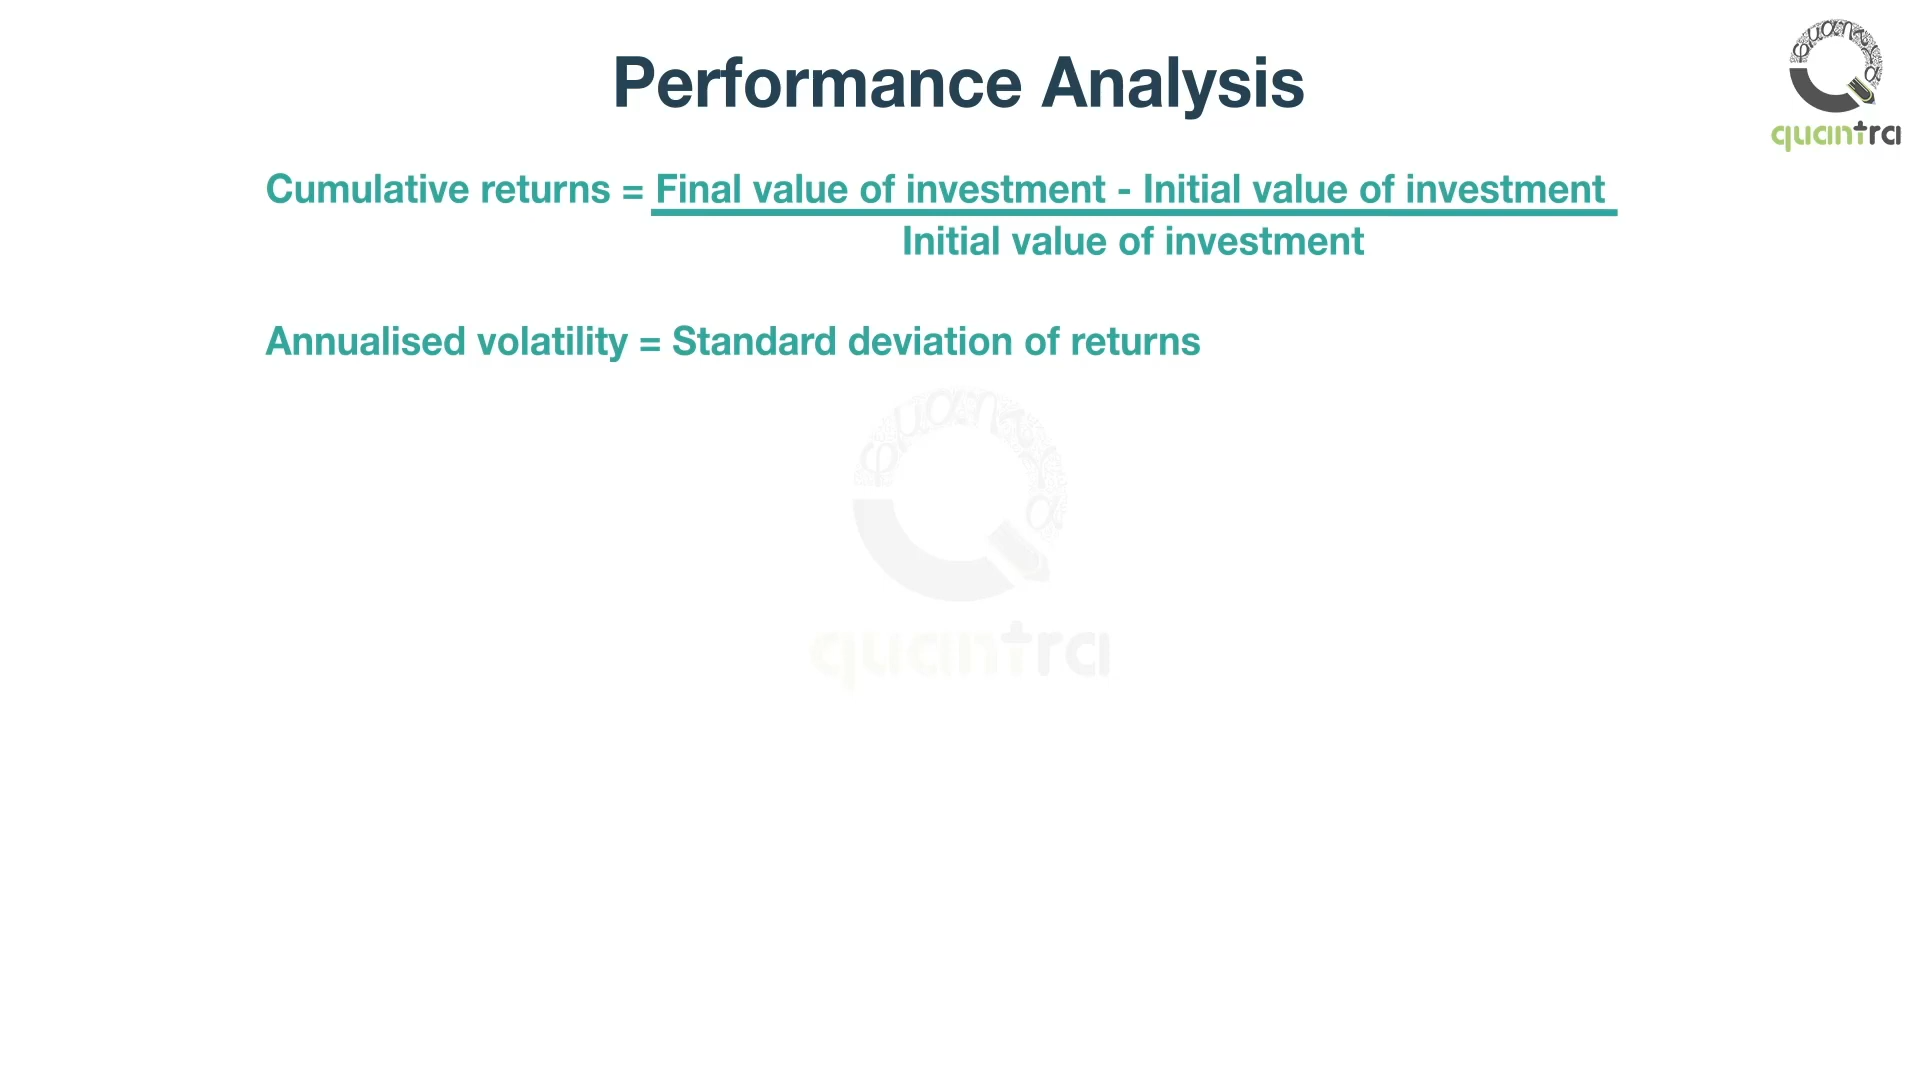 Performance Analysis
quantra
Cumulative returns = Final value of investment - Initial value of investment
Initial value of investment
Annualised volatility = Standard deviation of returns
quantra